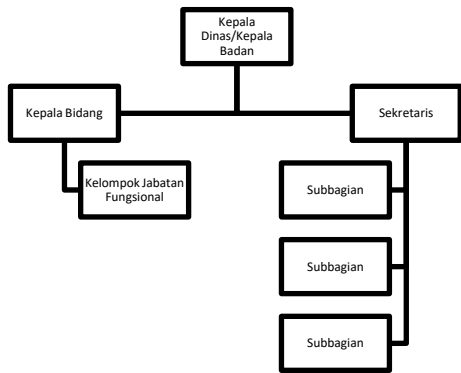 Kepala
Dinas/Kepala
Badan
Kepala Bidang
Sekretaris
Kelompok Jabatan
Fungsional
Subbagian
Subbagian
Subbagian